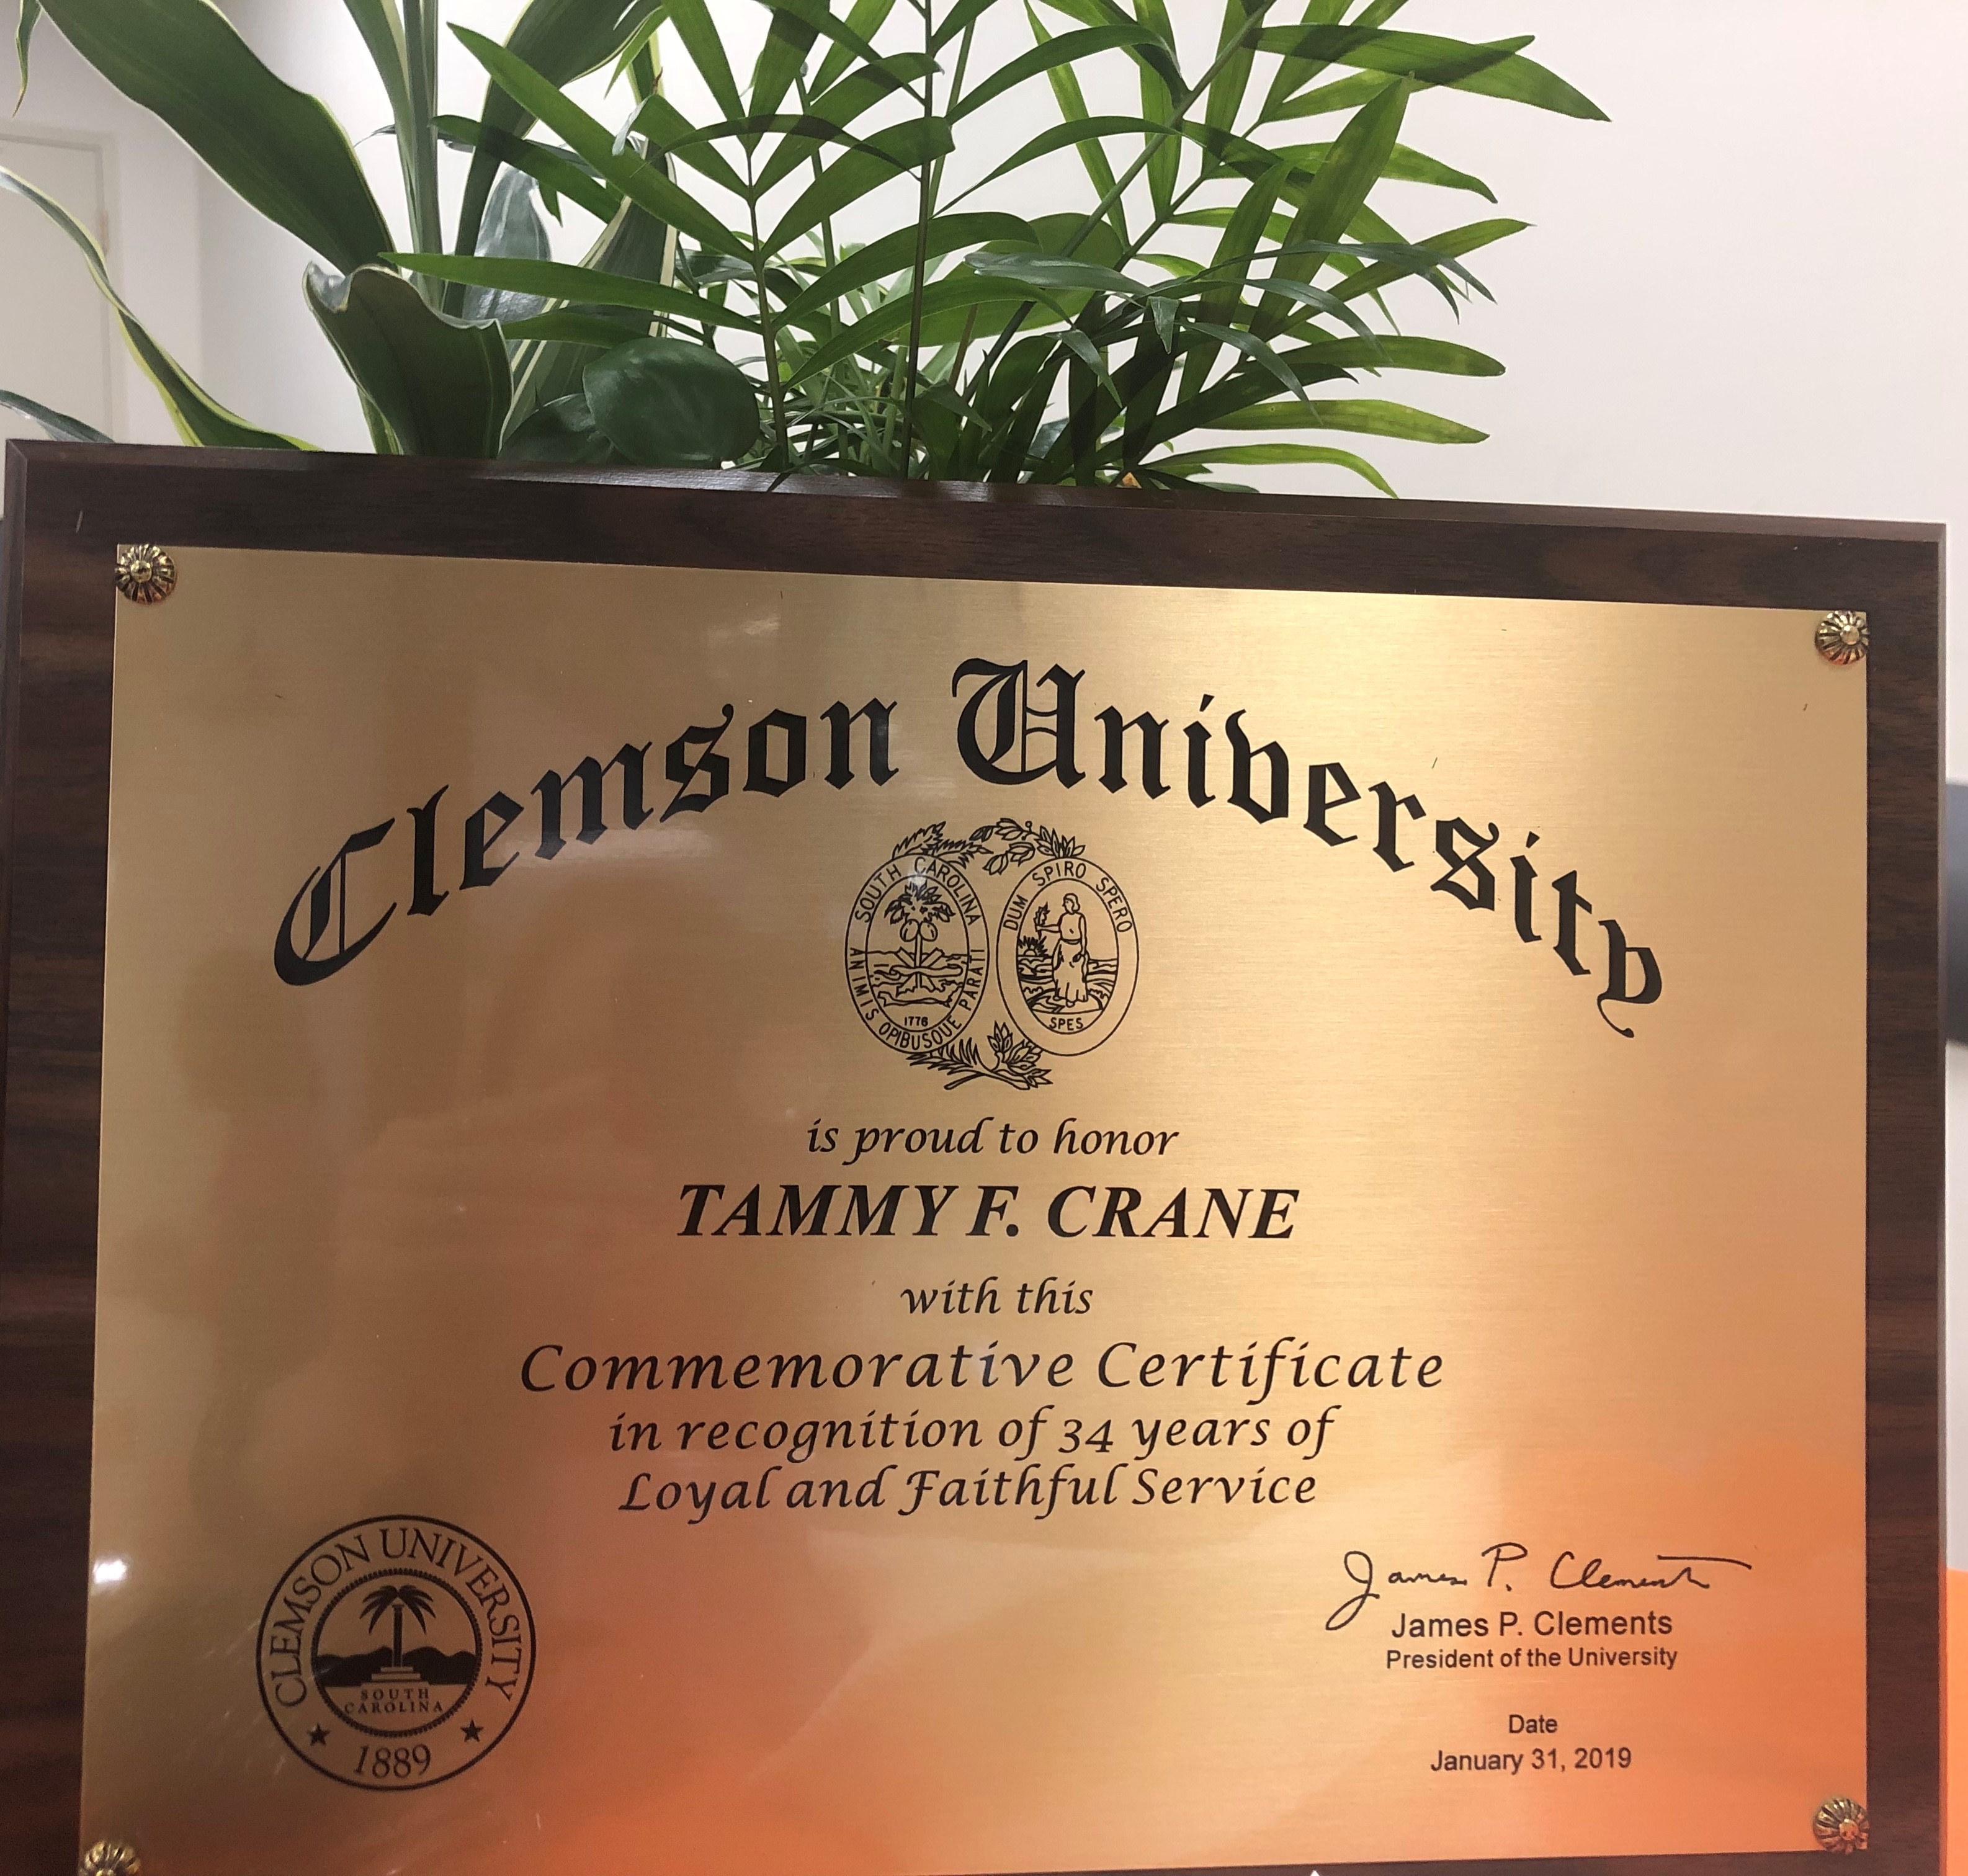 Clemson University
SOUTH CAROLINA
ANIMIS OPIBUSQUE PARATI
1776
DUM SPIRO SPERO
SPES
is proud to honor
TAMMY F. CRANE
with this
Commemorative Certificate
in recognition of 34 years of
Loyal and Faithful Service
CLEMSON UNIVERSITY
SOUTH
CAROLINA
1889
James P. Clements
James P. Clements
President of the University
Date
January 31, 2019